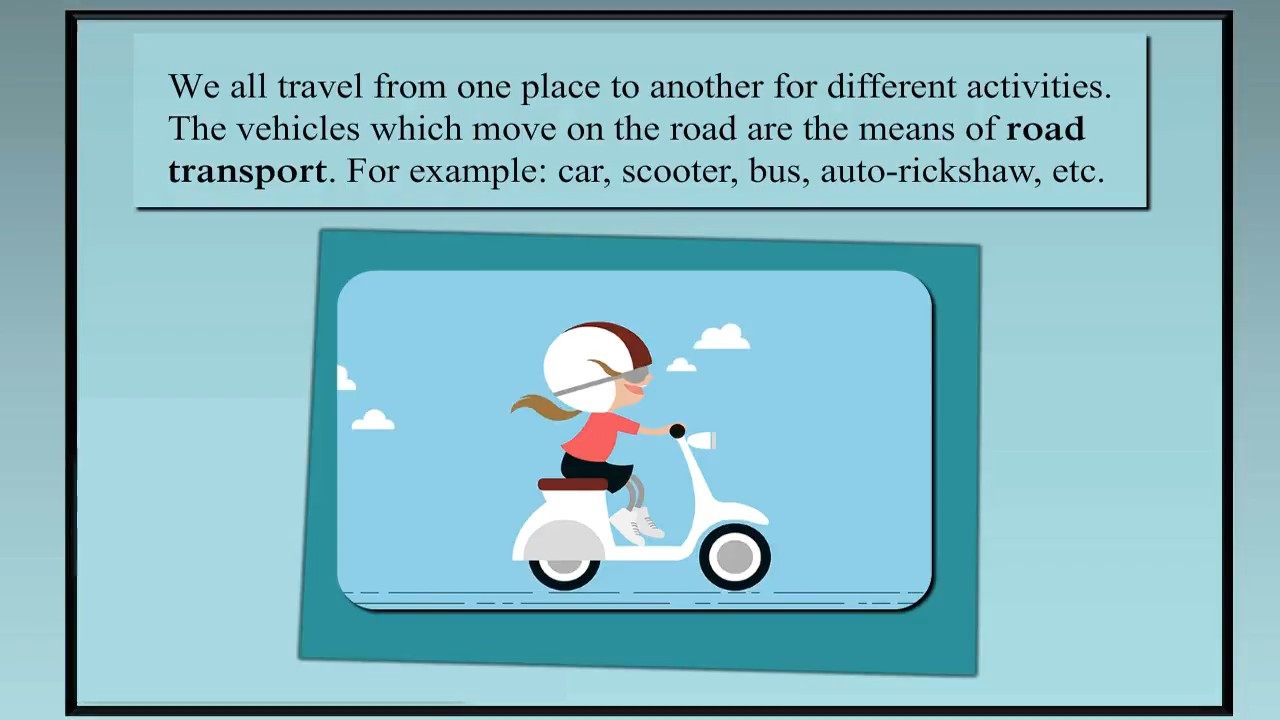 We all travel from one place to another for different activities.
The vehicles which move on the road are the means of road
transport. For example: car, scooter, bus, auto-rickshaw, etc.